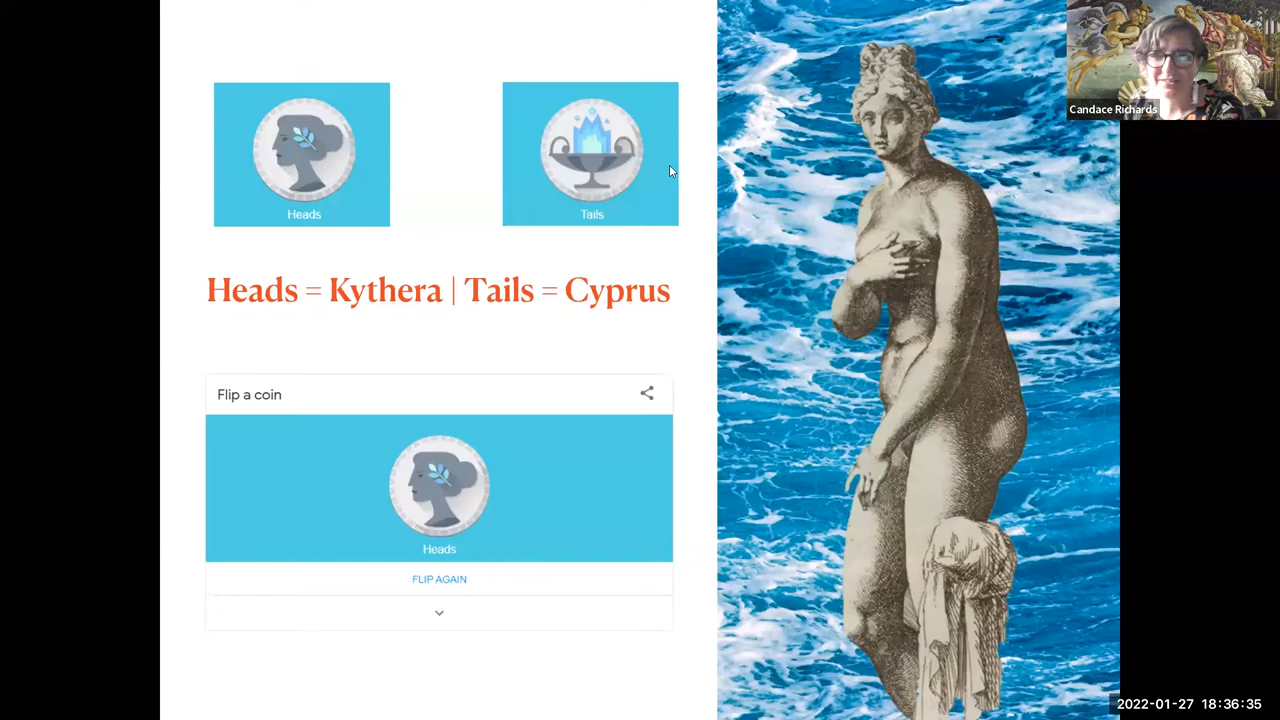 Candace Richards
Heads
Tails
Heads = Kythera | Tails = Cyprus
Flip a coin
Heads
FLIP AGAIN
2022-01-27 18:36:35